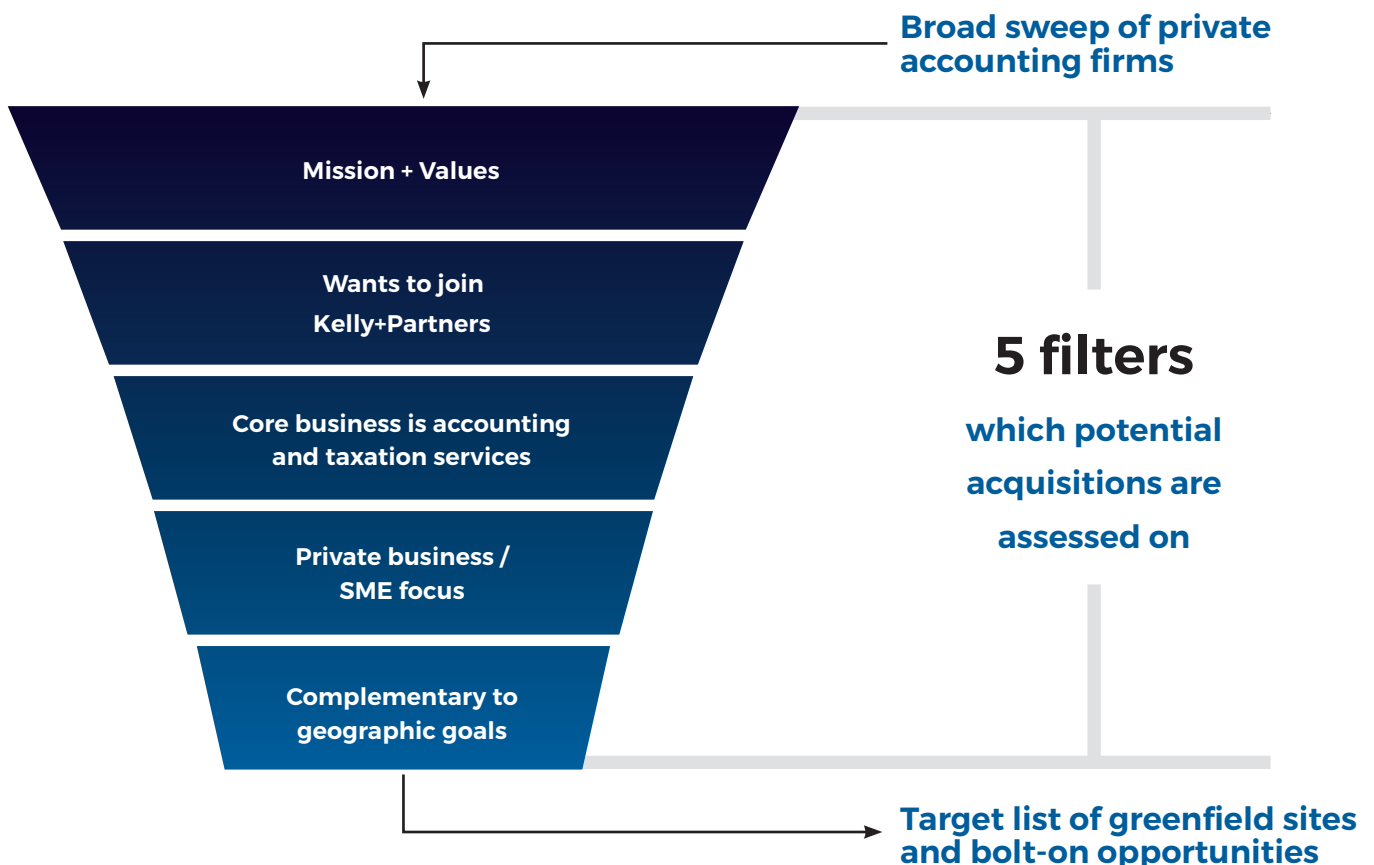 Broad sweep of private
accounting firms
Mission + Values
Wants to join
Kelly+Partners
Core business is accounting
and taxation services
Private business /
SME focus
Complementary to
geographic goals
5 filters
which potential
acquisitions are
assessed on
Target list of greenfield sites
and bolt-on opportunities